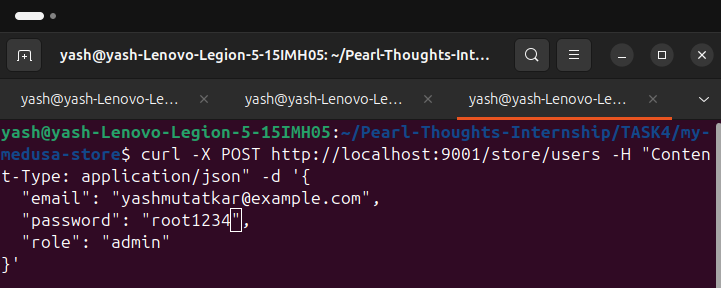 yash@yash-Lenovo-Legion-5-15IMH05: ~/Pearl-Thoughts-Int...
yash@yash-Lenovo-Le...
yash@yash-Lenovo-Le...
yash@yash-Lenovo-Le...
yash@yash-Lenovo-Legion-5-15IMH05:~/Pearl-Thoughts-Internship/TASK4/my-
medusa-store$ curl -X POST http://localhost:9001/store/users -H "Conten
t-Type: application/json" -d '{
  "email": "yashmutatkar@example.com",
  "password": "root1234",
  "role": "admin"
}'